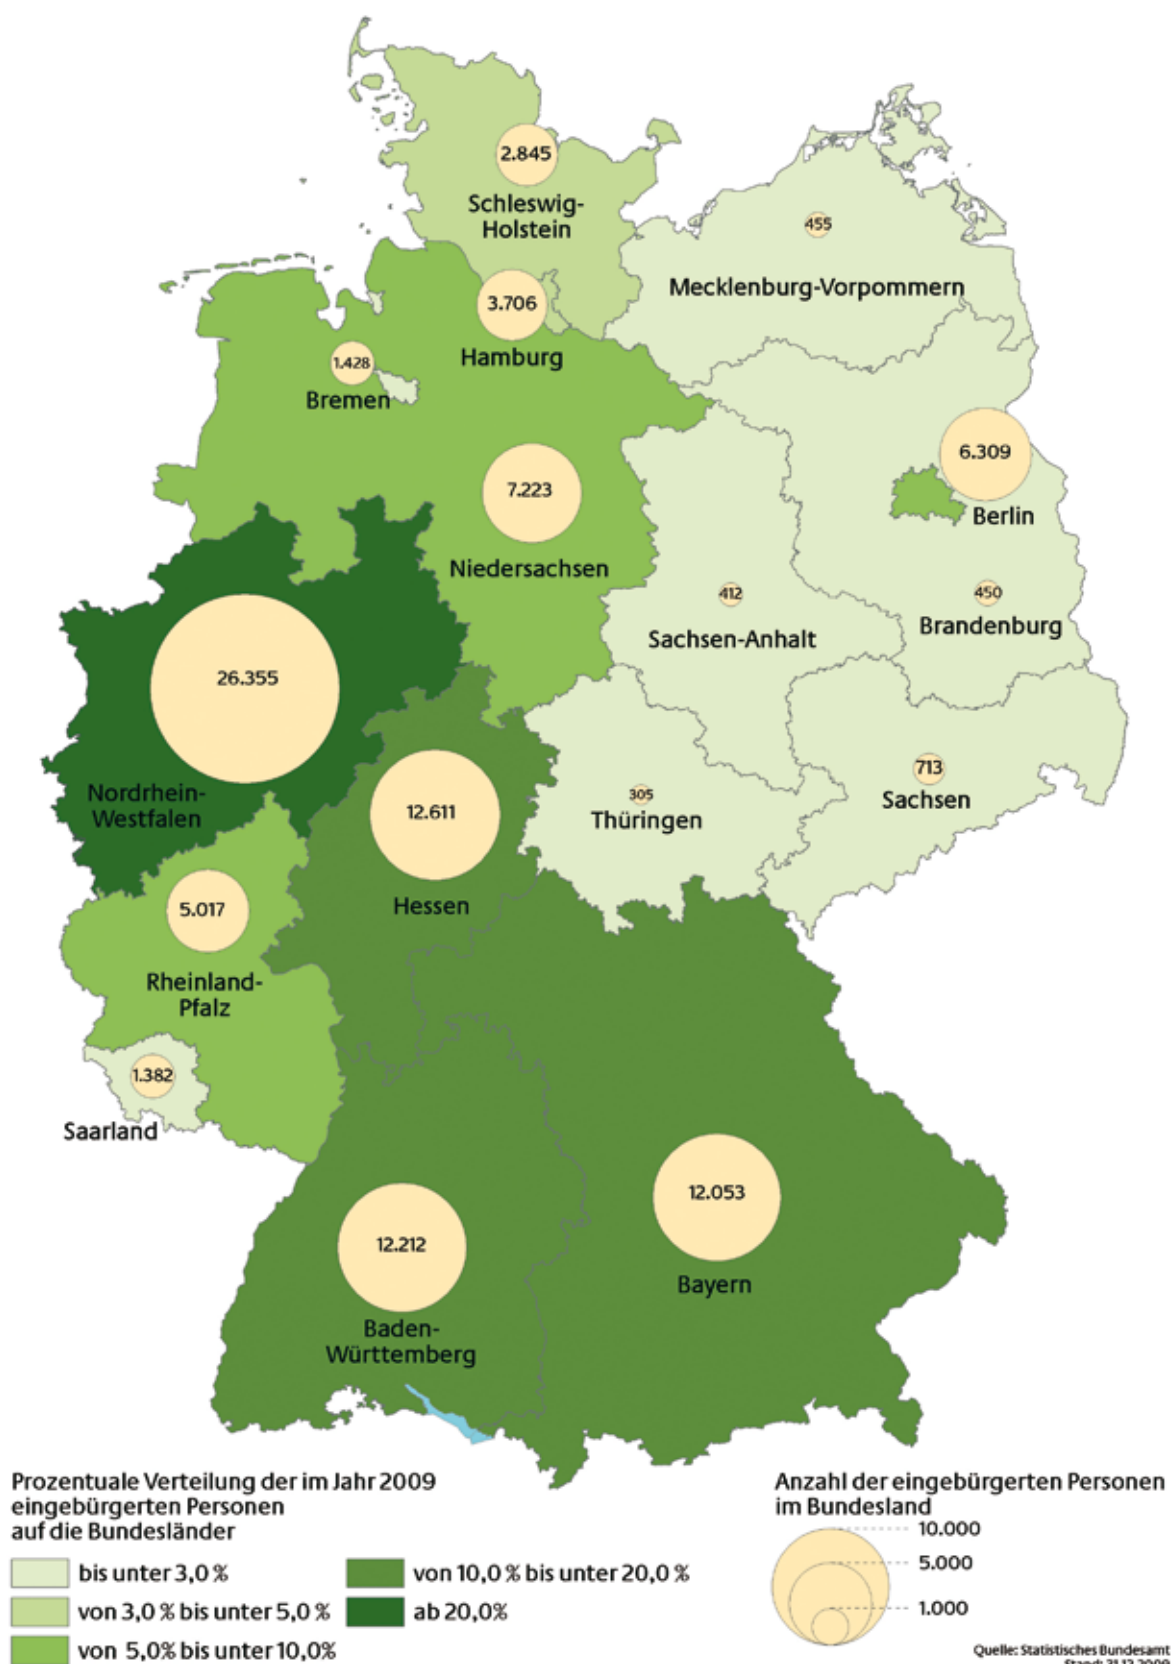 2.845
Schleswig-
Holstein
455
Mecklenburg-Vorpommern
3.706
Hamburg
1.428
Bremen
6.309
Berlin
7.223
Niedersachsen
412
Sachsen-Anhalt
450
Brandenburg
26.355
Nordrhein-
Westfalen
12.611
Hessen
305
Thüringen
713
Sachsen
5.017
Rheinland-
Pfalz
1.382
Saarland
12.053
Bayern
12.212
Baden-
Württemberg
Prozentuale Verteilung der im Jahr 2009
eingebürgerten Personen
auf die Bundesländer
bis unter 3,0 %
von 3,0 % bis unter 5,0 %
von 5,0% bis unter 10,0%
von 10,0 % bis unter 20,0 %
ab 20,0%
Anzahl der eingebürgerten Personen
im Bundesland
10.000
5.000
1.000
Quelle: Statistisches Bundesamt
Stand: 31.12.2009